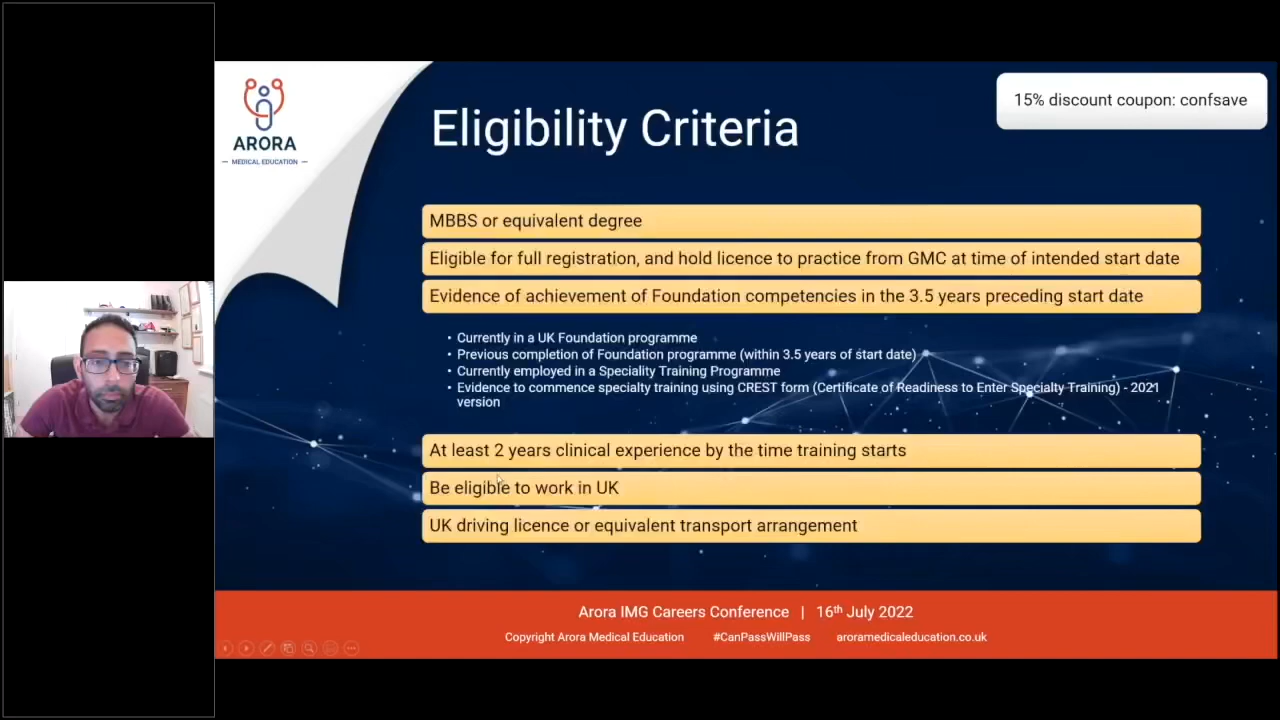 ARORA
MEDICAL EDUCATION
Eligibility Criteria
15% discount coupon: confsave
MBBS or equivalent degree
Eligible for full registration, and hold licence to practice from GMC at time of intended start date
Evidence of achievement of Foundation competencies in the 3.5 years preceding start date
• Currently in a UK Foundation programme
• Previous completion of Foundation programme (within 3.5 years of start date)
• Currently employed in a Speciality Training Programme
• Evidence to commence specialty training using CREST form (Certificate of Readiness to Enter Specialty Training) - 2021
version
At least 2 years clinical experience by the time training starts
Be eligible to work in UK
UK driving licence or equivalent transport arrangement
Arora IMG Careers Conference | 16th July 2022
Copyright Arora Medical Education #CanPassWillPass aroramedicaleducation.co.uk